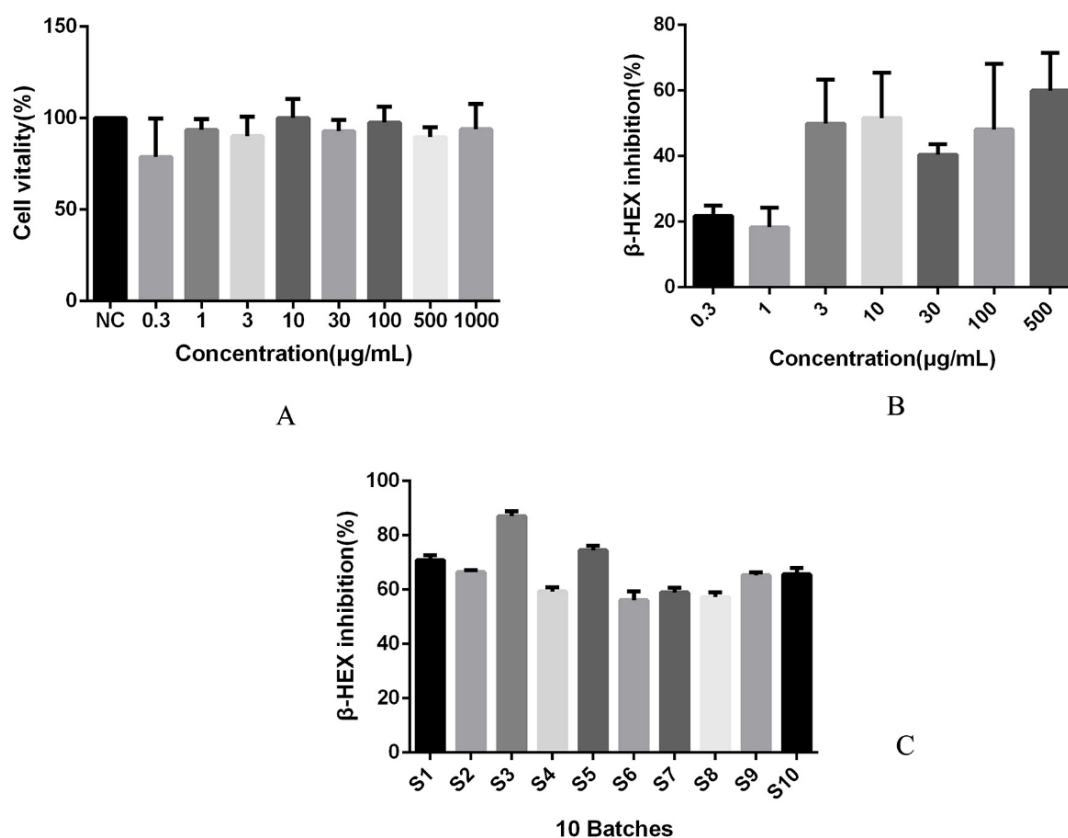 Cell vitality(%)
150
100
50
0
NC 0.3 1 3 10 30 100 500 1000
Concentration(µg/mL)
A
β-HEX inhibition(%)
80
60
40
20
0
0.3 1 3 10 30 100 500
Concentration(µg/mL)
B
β-HEX inhibition(%)
100
80
60
40
20
0
S1 S2 S3 S4 S5 S6 S7 S8 S9 S10
10 Batches
C